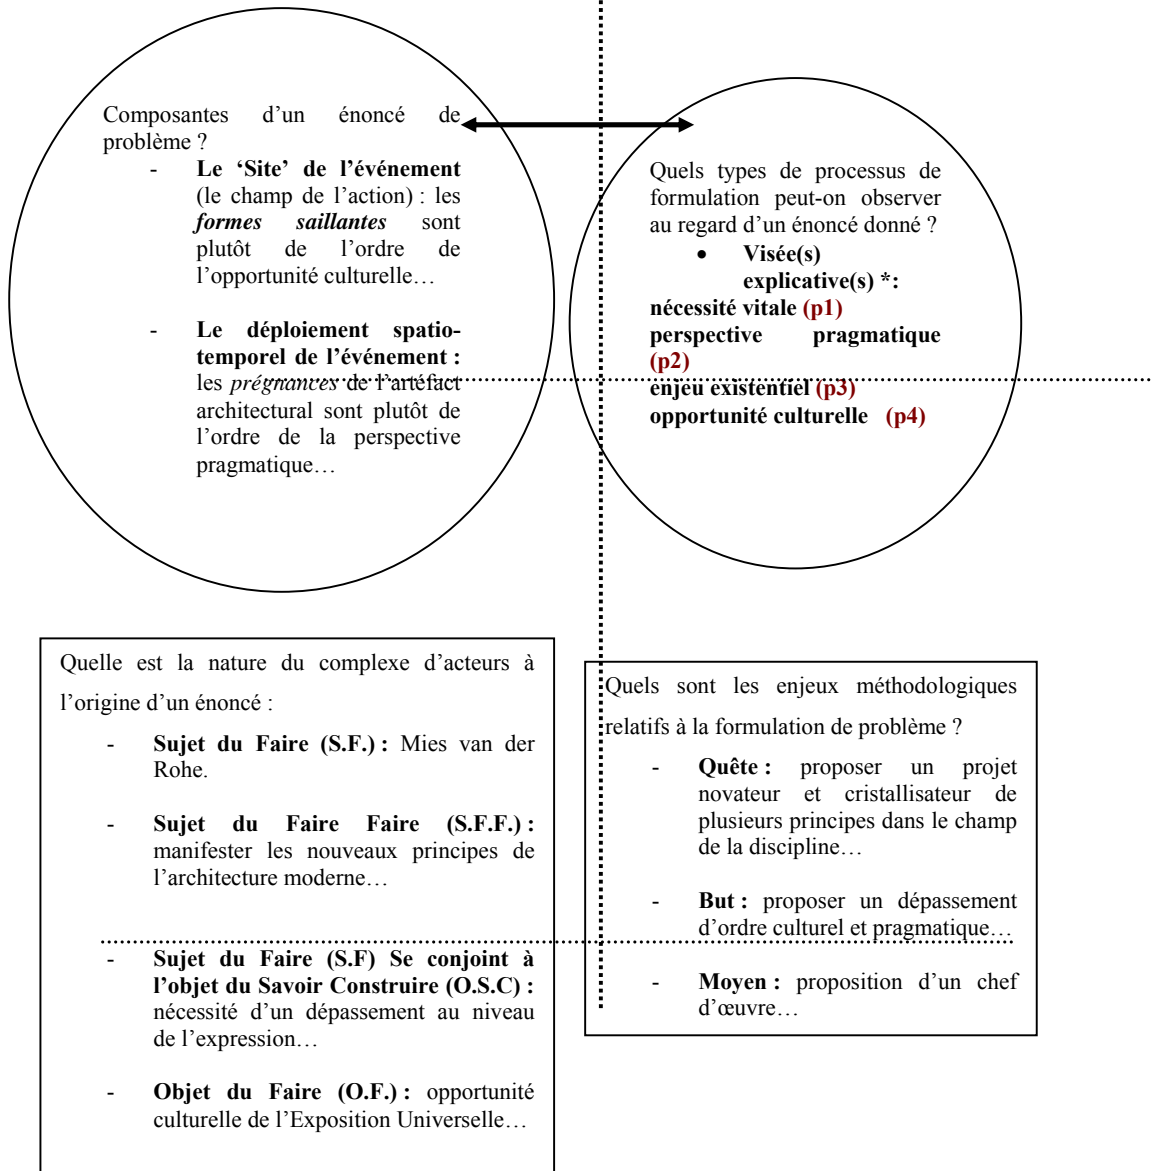 Composantes d’un énoncé de
problème ?
- Le ‘Site’ de l’événement
(le champ de l’action) : les
formes saillantes sont
plutôt de l’ordre de
l’opportunité culturelle…
- Le déploiement spatio-
temporel de l’événement :
les prégnances de l’artéfact
architectural sont plutôt de
l’ordre de la perspective
pragmatique…
Quels types de processus de
formulation peut-on observer
au regard d’un énoncé donné ?
• Visée(s)
explicative(s) *:
nécessité vitale (p1)
perspective pragmatique
(p2)
enjeu existentiel (p3)
opportunité culturelle (p4)
Quelle est la nature du complexe d’acteurs à
l’origine d’un énoncé :
- Sujet du Faire (S.F.) : Mies van der
Rohe.
- Sujet du Faire Faire (S.F.F.) :
manifester les nouveaux principes de
l’architecture moderne…
- Sujet du Faire (S.F) Se conjoint à
l’objet du Savoir Construire (O.S.C) :
nécessité d’un dépassement au niveau
de l’expression…
- Objet du Faire (O.F.) : opportunité
culturelle de l’Exposition Universelle…
Quels sont les enjeux méthodologiques
relatifs à la formulation de problème ?
- Quête : proposer un projet
novateur et cristallisateur de
plusieurs principes dans le champ
de la discipline…
- But : proposer un dépassement
d’ordre culturel et pragmatique…
- Moyen : proposition d’un chef
d’œuvre…